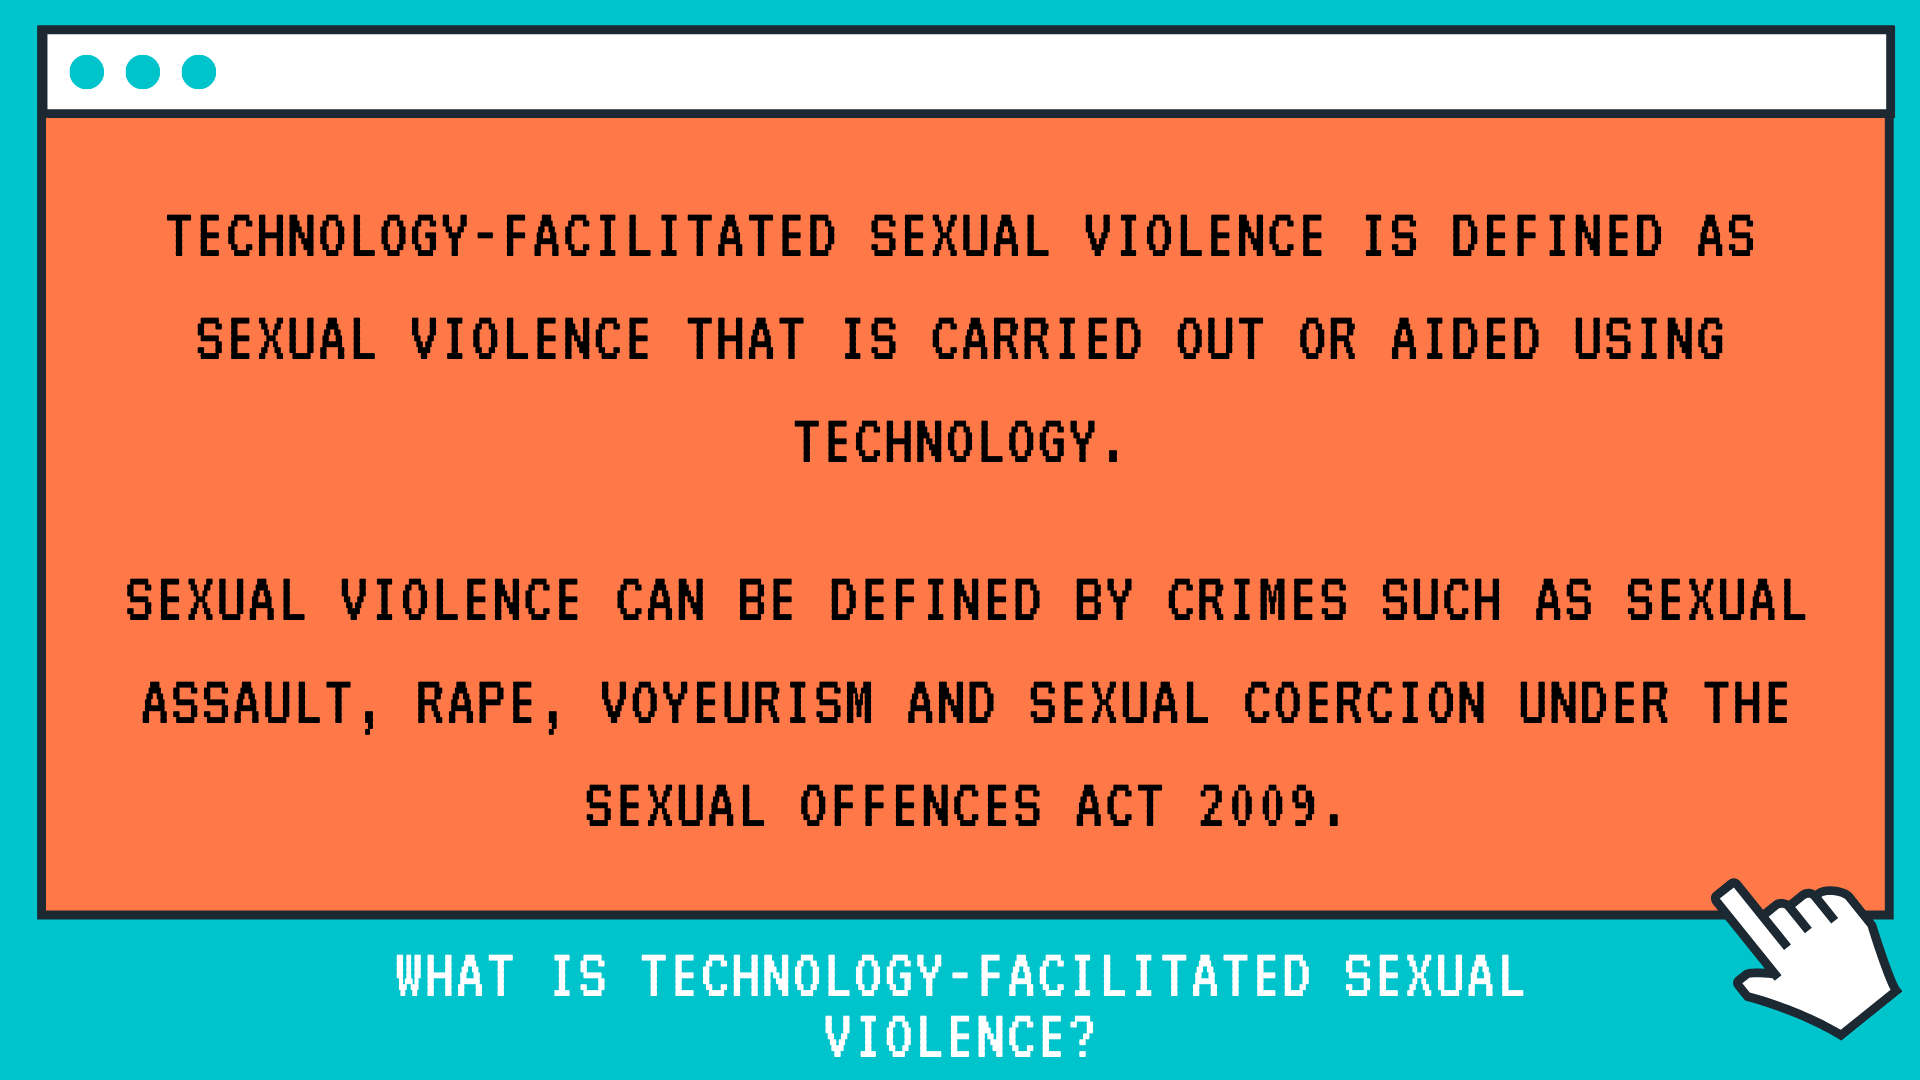 TECHNOLOGY-FACILITATED SEXUAL VIOLENCE IS DEFINED AS
SEXUAL VIOLENCE THAT IS CARRIED OUT OR AIDED USING
TECHNOLOGY.
SEXUAL VIOLENCE CAN BE DEFINED BY CRIMES SUCH AS SEXUAL
ASSAULT, RAPE, VOYEURISM AND SEXUAL COERCION UNDER THE
SEXUAL OFFENCES ACT 2009.
WHAT IS TECHNOLOGY-FACILITATED SEXUAL
VIOLENCE?